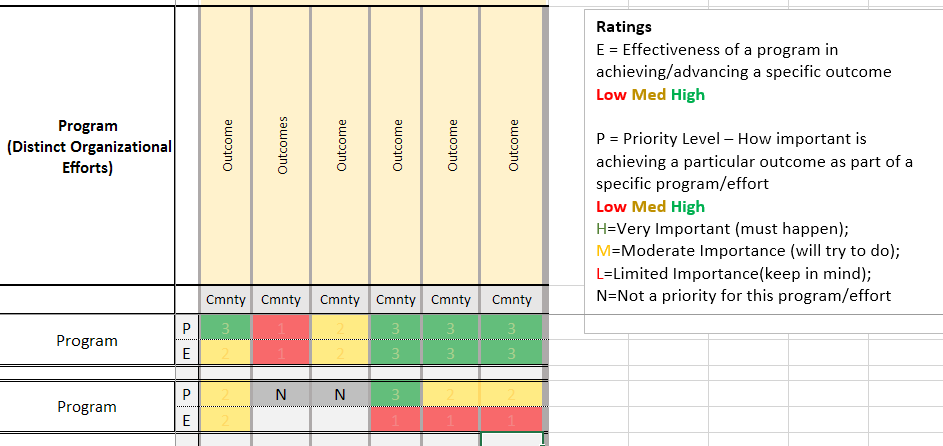 Program
(Distinct Organizational
Efforts)
Outcome
Outcomes
Outcome
Outcome
Outcome
Outcome
Cmnty Cmnty Cmnty Cmnty Cmnty Cmnty
Program
P 3 1 2 3 3 3
E 2 1 2 3 3 3
Program
P 2 N N 3 2 2
E 2 1 1 1
Ratings
E = Effectiveness of a program in
achieving/advancing a specific outcome
Low Med High
P = Priority Level – How important is
achieving a particular outcome as part of a
specific program/effort
Low Med High
H=Very Important (must happen);
M=Moderate Importance (will try to do);
L=Limited Importance(keep in mind);
N=Not a priority for this program/effort